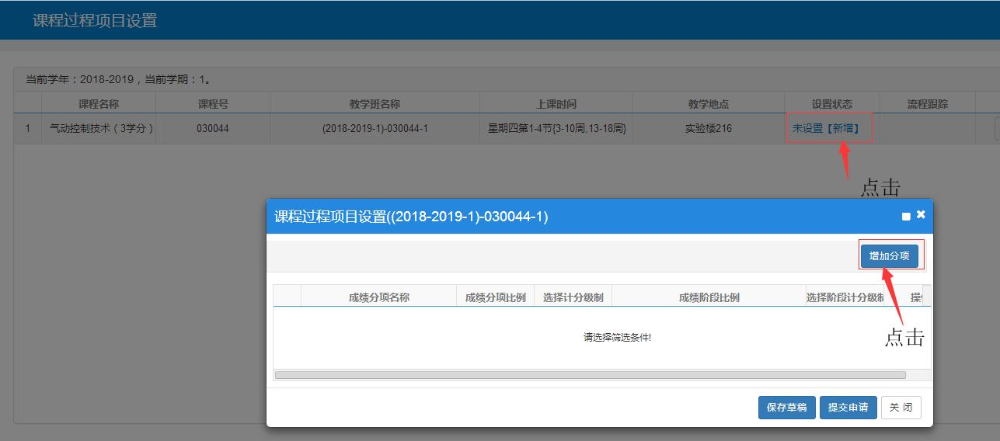 课程过程项目设置
当前学年：2018-2019，当前学期：1。
课程名称 课程号 教学班名称 上课时间 教学地点 设置状态 流程跟踪
1 气动控制技术（3学分） 030044 (2018-2019-1)-030044-1 星期四第1-4节{3-10周,13-18周} 实验楼216 未设置【新增】
点击
课程过程项目设置((2018-2019-1)-030044-1)
增加分项
成绩分项名称 成绩分项比例 选择计分级制 成绩阶段比例 选择阶段计分级制
点击
请选择筛选条件!
保存草稿 提交申请 关 闭